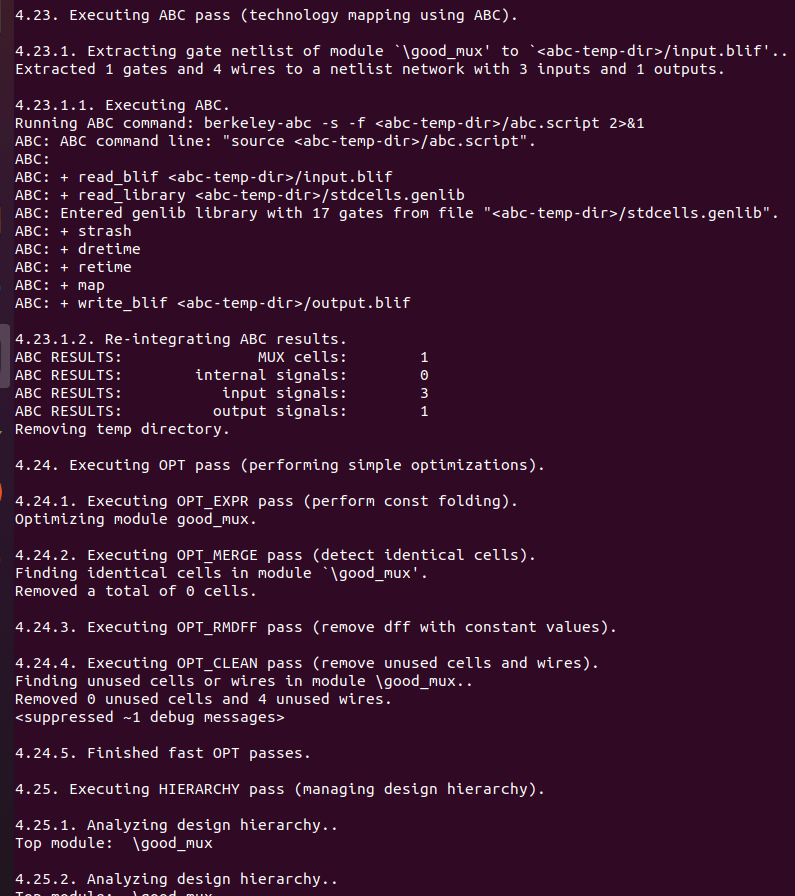 4.23. Executing ABC pass (technology mapping using ABC).
4.23.1. Extracting gate netlist of module `\good_mux' to `<abc-temp-dir>/input.blif'..
Extracted 1 gates and 4 wires to a netlist network with 3 inputs and 1 outputs.
4.23.1.1. Executing ABC.
Running ABC command: berkeley-abc -s -f <abc-temp-dir>/abc.script 2>&1
ABC: ABC command line: "source <abc-temp-dir>/abc.script".
ABC:
ABC: + read_blif <abc-temp-dir>/input.blif
ABC: + read_library <abc-temp-dir>/stdcells.genlib
ABC: Entered genlib library with 17 gates from file "<abc-temp-dir>/stdcells.genlib".
ABC: + strash
ABC: + dretime
ABC: + retime
ABC: + map
ABC: + write_blif <abc-temp-dir>/output.blif
4.23.1.2. Re-integrating ABC results.
ABC RESULTS:               MUX cells:        1
ABC RESULTS:        internal signals:        0
ABC RESULTS:           input signals:        3
ABC RESULTS:          output signals:        1
Removing temp directory.
4.24. Executing OPT pass (performing simple optimizations).
4.24.1. Executing OPT_EXPR pass (perform const folding).
Optimizing module good_mux.
4.24.2. Executing OPT_MERGE pass (detect identical cells).
Finding identical cells in module `\good_mux'.
Removed a total of 0 cells.
4.24.3. Executing OPT_RMDFF pass (remove dff with constant values).
4.24.4. Executing OPT_CLEAN pass (remove unused cells and wires).
Finding unused cells or wires in module \good_mux..
Removed 0 unused cells and 4 unused wires.
<suppressed ~1 debug messages>
4.24.5. Finished fast OPT passes.
4.25. Executing HIERARCHY pass (managing design hierarchy).
4.25.1. Analyzing design hierarchy..
Top module:  \good_mux
4.25.2. Analyzing design hierarchy..
Top module:  \good_mux